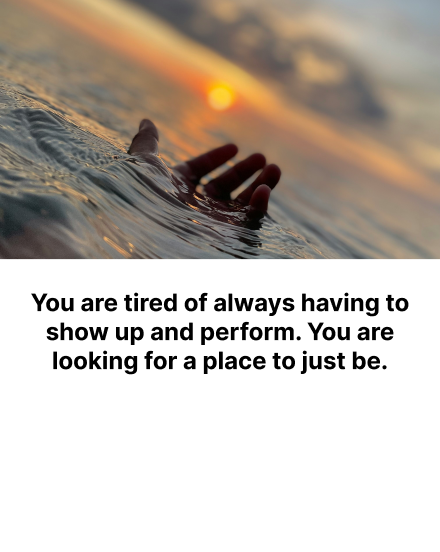 You are tired of always having to
show up and perform. You are
looking for a place to just be.